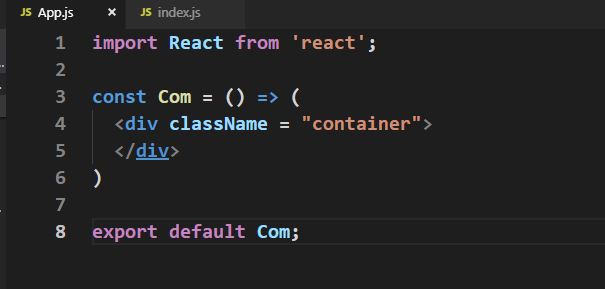 JS App.js × JS index.js
1 import React from 'react';
2
3 const Com = () => (
4 <div className = "container">
5 </div>
6 )
7
8 export default Com;